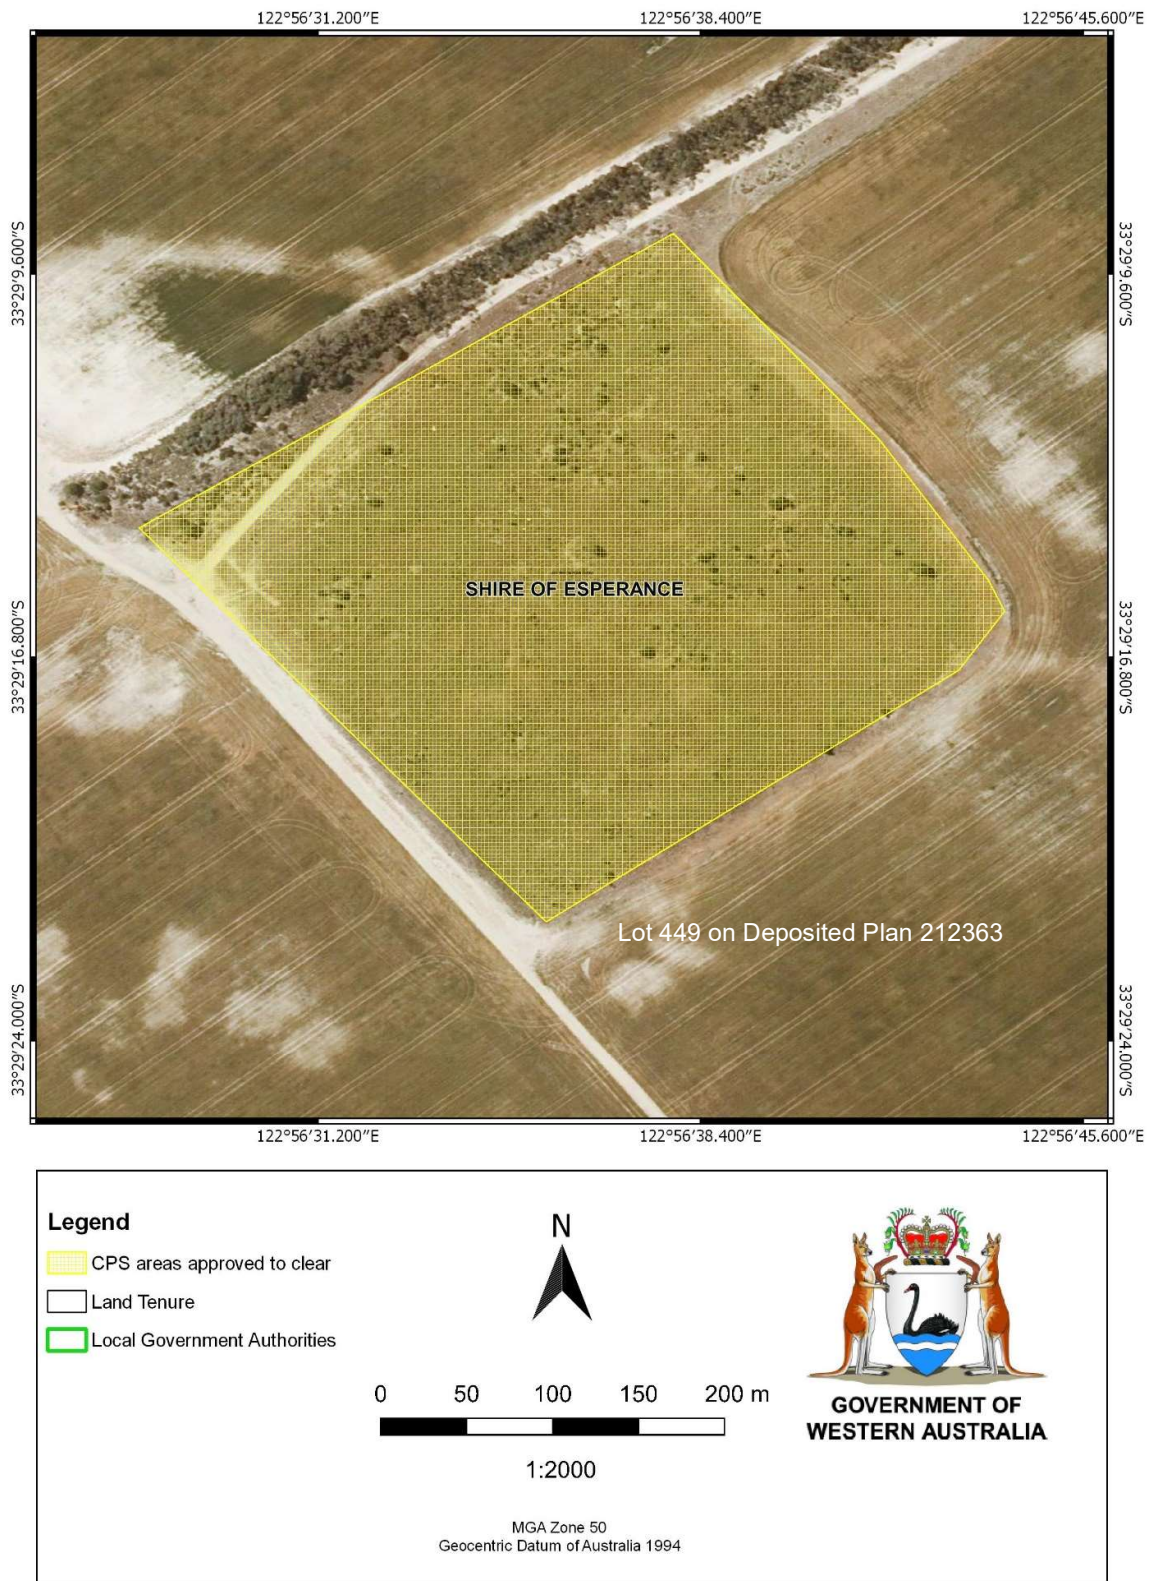 122°56′31.200″E
122°56′38.400″E
122°56′45.600″E
33°29′9.600″S
33°29′9.600″S
SHIRE OF ESPERANCE
33°29′16.800″S
33°29′16.800″S
Lot 449 on Deposited Plan 212363
33°29′24.000″S
33°29′24.000″S
122°56′31.200″E
122°56′38.400″E
122°56′45.600″E
Legend
CPS areas approved to clear
Land Tenure
Local Government Authorities
N
0 50 100 150 200 m
1:2000
MGA Zone 50
Geocentric Datum of Australia 1994
GOVERNMENT OF
WESTERN AUSTRALIA